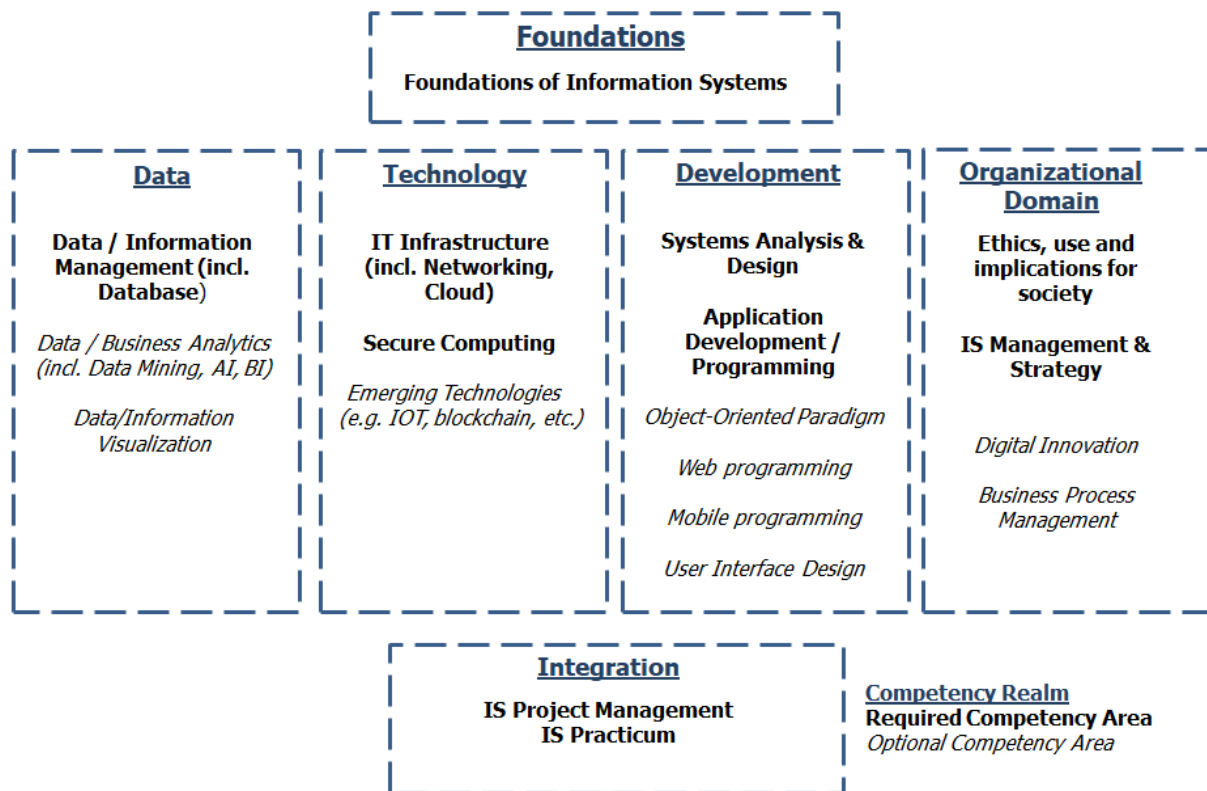 Foundations
Foundations of Information Systems
Data
Data / Information
Management (incl.
Database)
Data / Business Analytics
(incl. Data Mining, AI, BI)
Data/Information
Visualization
Technology
IT Infrastructure
(incl. Networking,
Cloud)
Secure Computing
Emerging Technologies
(e.g. IOT, blockchain, etc.)
Development
Systems Analysis &
Design
Application
Development /
Programming
Object-Oriented Paradigm
Web programming
Mobile programming
User Interface Design
Organizational
Domain
Ethics, use and
implications for
society
IS Management &
Strategy
Digital Innovation
Business Process
Management
Integration
IS Project Management
IS Practicum
Competency Realm
Required Competency Area
Optional Competency Area